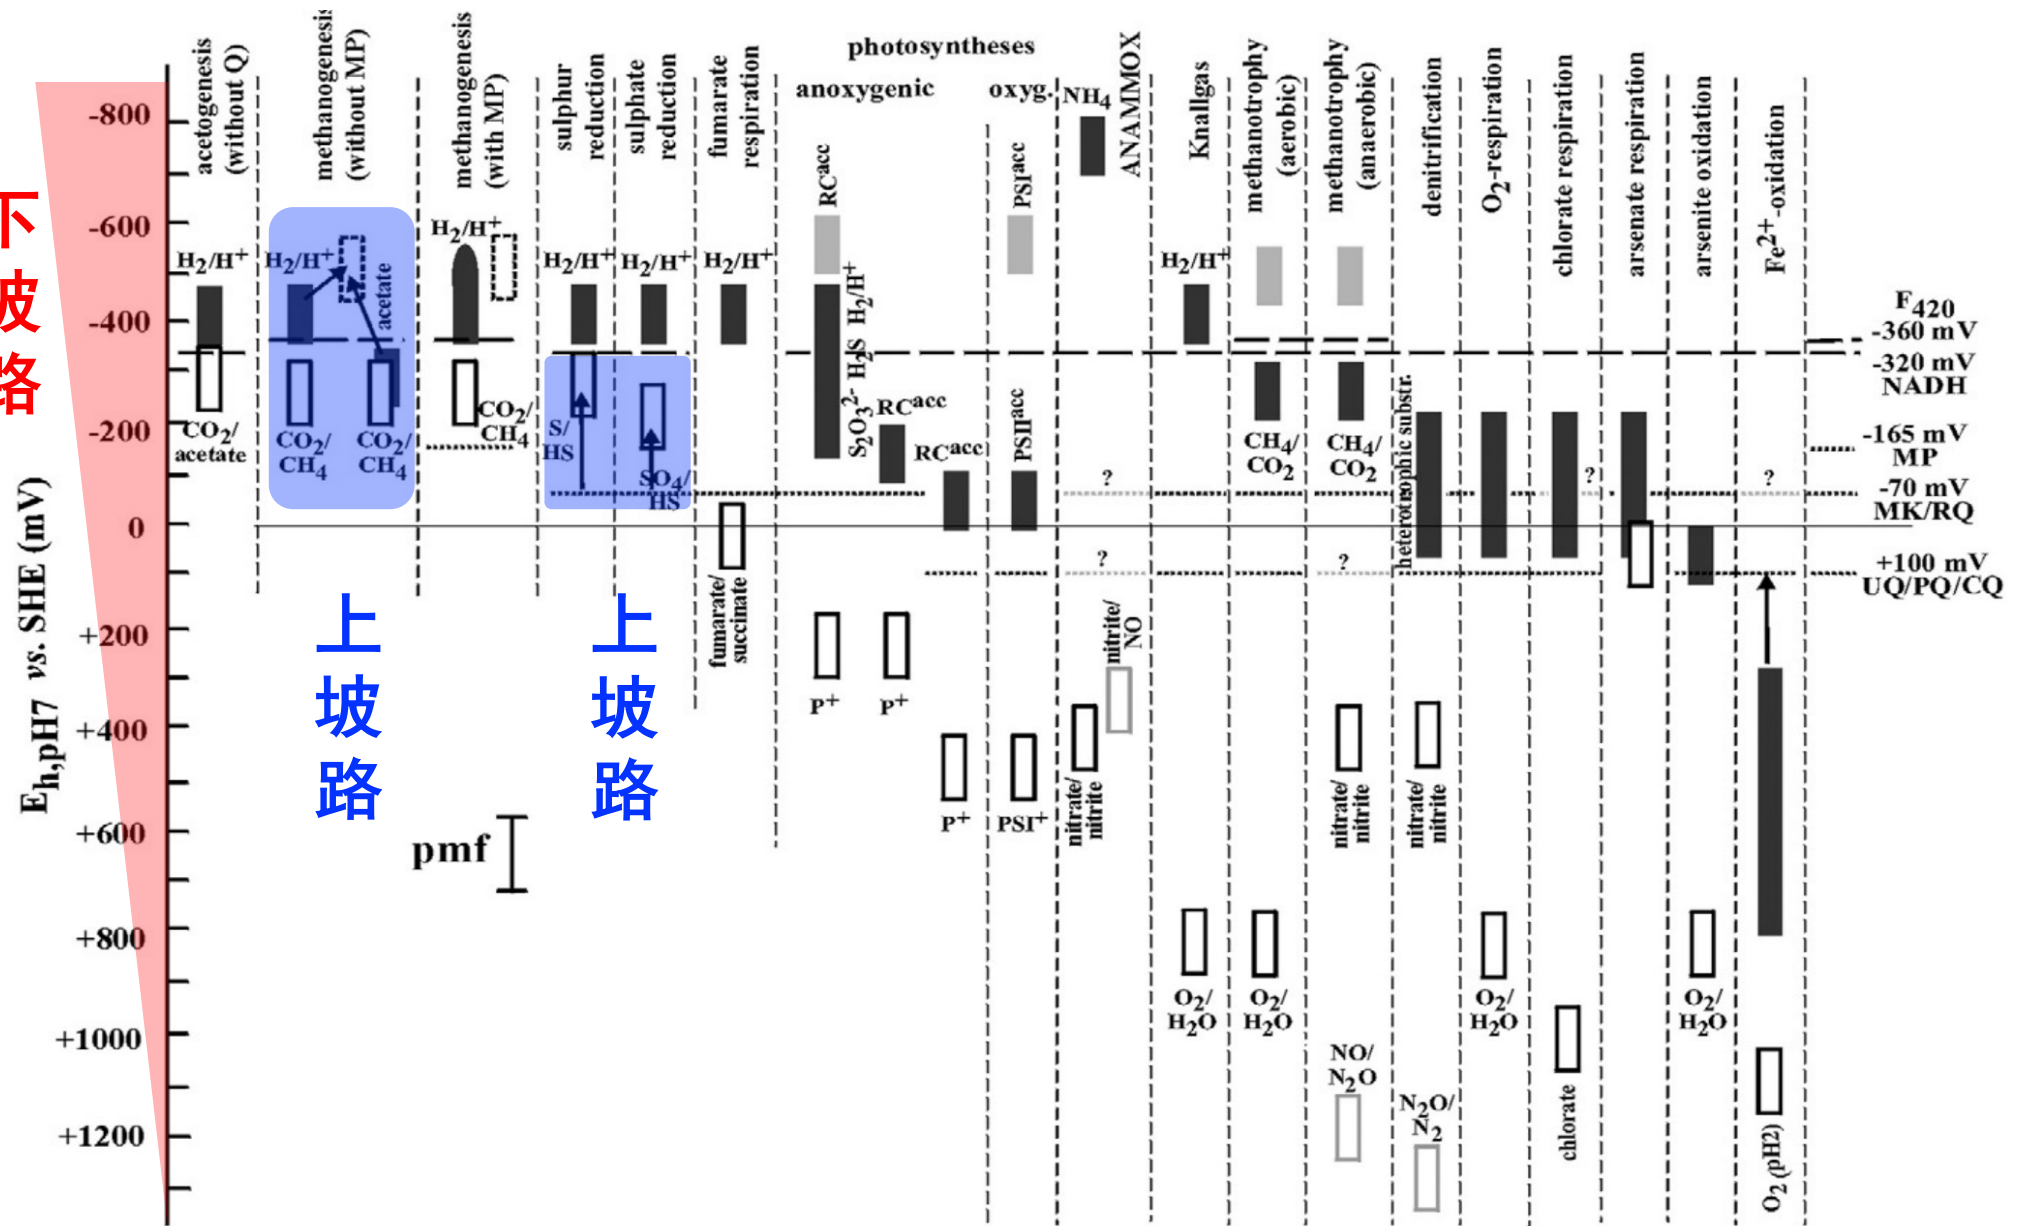 photosyntheses
anoxygenic
oxyg.
acetogenesis
(without Q)
methanogenesis
(without MP)
methanogenesis
(with MP)
sulphur
reduction
sulphate
reduction
fumarate
respiration
ANAMMOX
Knallgas
methanotrophy
(aerobic)
methanotrophy
(anaerobic)
denitrification
O2-respiration
chlorate respiration
arsenate respiration
arsenite oxidation
Fe2+-oxidation
Eh,pH7 vs. SHE (mV)
-800
-600
-400
-200
0
+200
+400
+600
+800
+1000
+1200
下
坡
路
H2/H+
CO2/
acetate
H2/H+
acetate
CO2/
CH4
CO2/
CH4
上
坡
路
H2/H+
CO2/
CH4
pmf
H2/H+
S/
HS
H2/H+
SO4/
HS
上
坡
路
H2/H+
fumarate/
succinate
RCacc
S2O3 2- H2S H2/H+
P+
RCacc
P+
RCacc
P+
PSIacc
PSIIacc
PSI+
NH4
?
?
nitrite/
NO
nitrate/
nitrite
H2/H+
O2/
H2O
CH4/
CO2
O2/
H2O
CH4/
CO2
?
nitrate/
nitrite
NO/
N2O
heterotrophic substr.
nitrate/
nitrite
N2O/
N2
O2/
H2O
?
chlorate
O2/
H2O
?
O2 (pH2)
F420
-360 mV
-320 mV
NADH
-165 mV
MP
-70 mV
MK/RQ
+100 mV
UQ/PQ/CQ